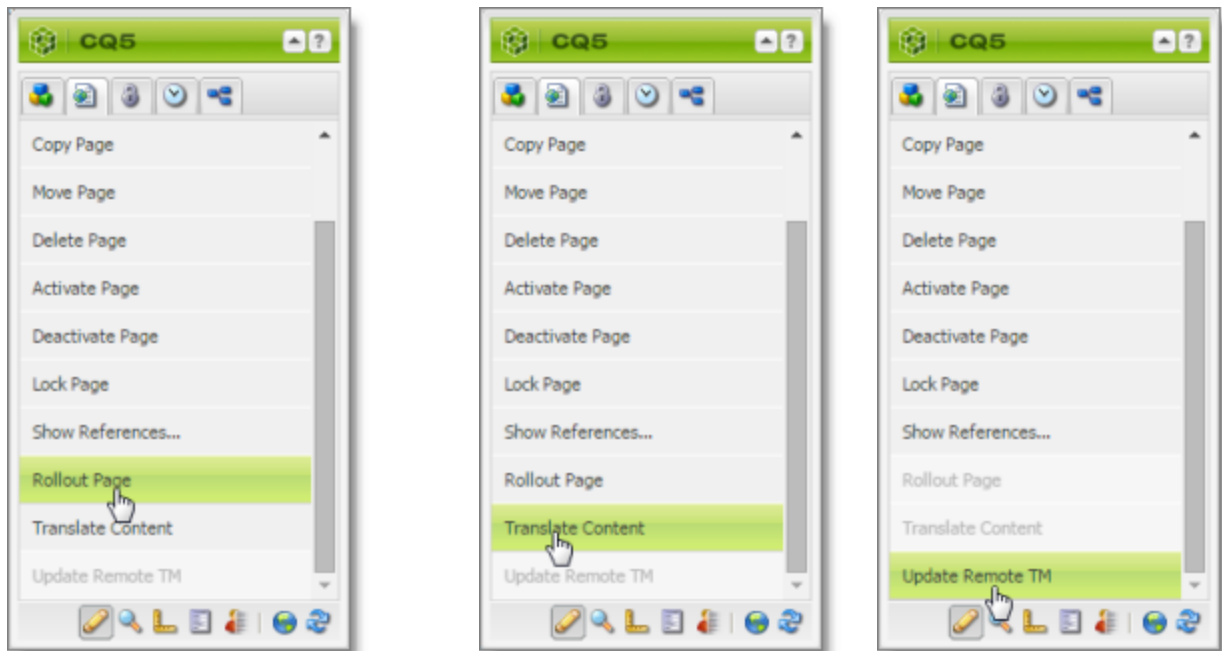 CQ5 ?
Copy Page
Move Page
Delete Page
Activate Page
Deactivate Page
Lock Page
Show References...
Rollout Page
Translate Content
Update Remote TM
CQ5 ?
Copy Page
Move Page
Delete Page
Activate Page
Deactivate Page
Lock Page
Show References...
Rollout Page
Translate Content
Update Remote TM
CQ5 ?
Copy Page
Move Page
Delete Page
Activate Page
Deactivate Page
Lock Page
Show References...
Rollout Page
Translate Content
Update Remote TM